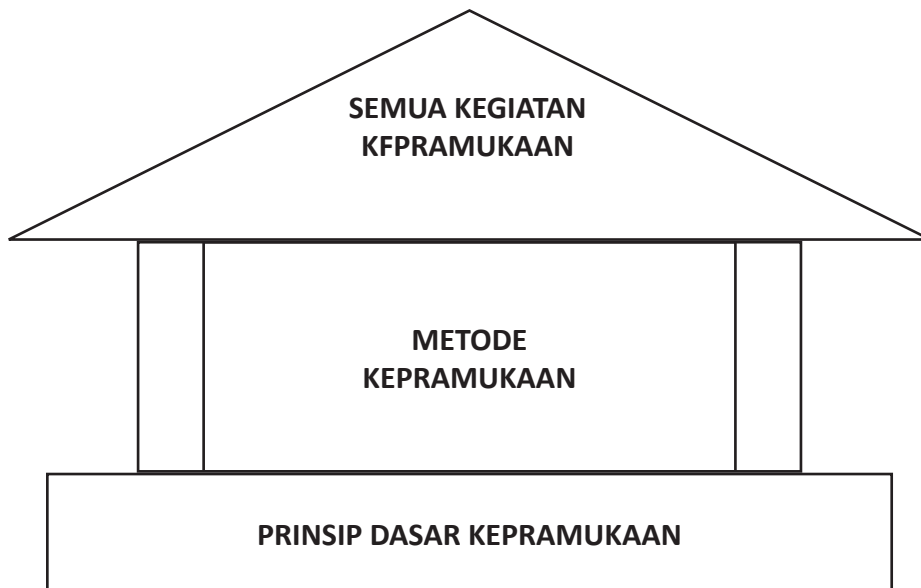 SEMUA KEGIATAN
KFPRAMUKAAN
METODE
KEPRAMUKAAN
PRINSIP DASAR KEPRAMUKAAN